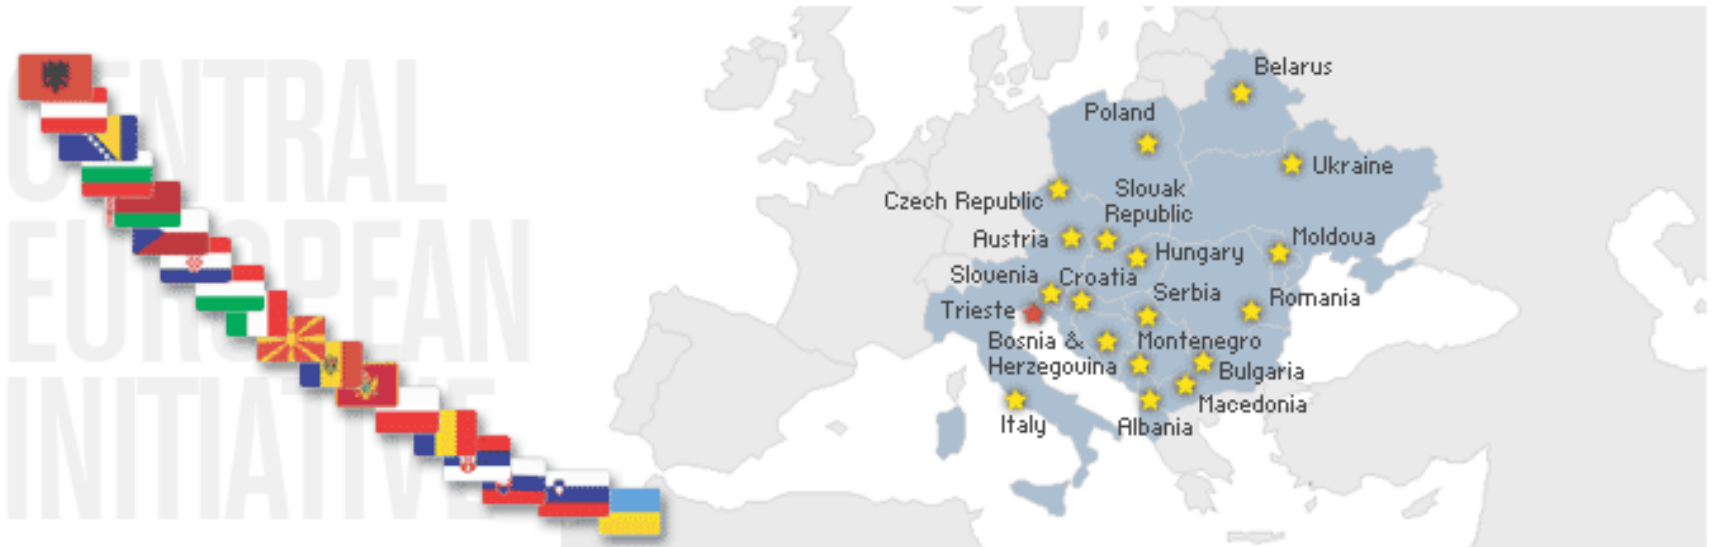 CENTRAL
EUROPEAN
INITIATIVE
Belarus
Poland
Ukraine
Czech Republic
Slovak
Republic
Austria
Hungary
Moldova
Slovenia
Croatia
Serbia
Romania
Trieste
Bosnia &
Herzegovina
Montenegro
Bulgaria
Macedonia
Italy
Albania